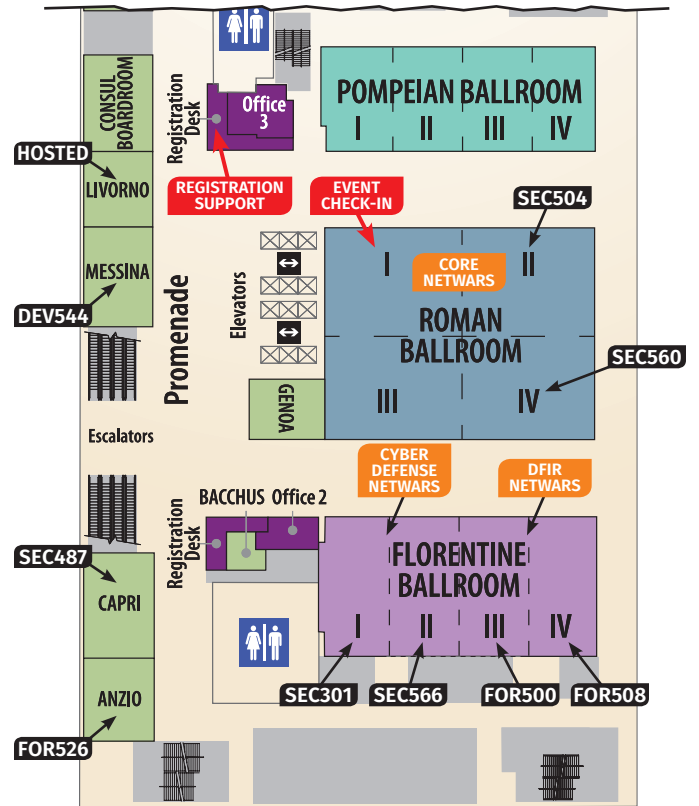 CONSUL
BOARDROOM
HOSTED
LIVORNO
MESSINA
DEV544
Registration
Desk
Office
3
REGISTRATION
SUPPORT
POMPEIAN BALLROOM
I II III IV
EVENT
CHECK-IN
SEC504
I II
CORE
NETWARS
ROMAN
BALLROOM
SEC560
III IV
Elevators
Promenade
GENOA
Escalators
CYBER
DEFENSE
NETWARS
DFIR
NETWARS
BACCHUS Office 2
Registration
Desk
FLORENTINE
BALLROOM
I II III IV
SEC301 SEC566 FOR500 FOR508
SEC487
CAPRI
ANZIO
FOR526